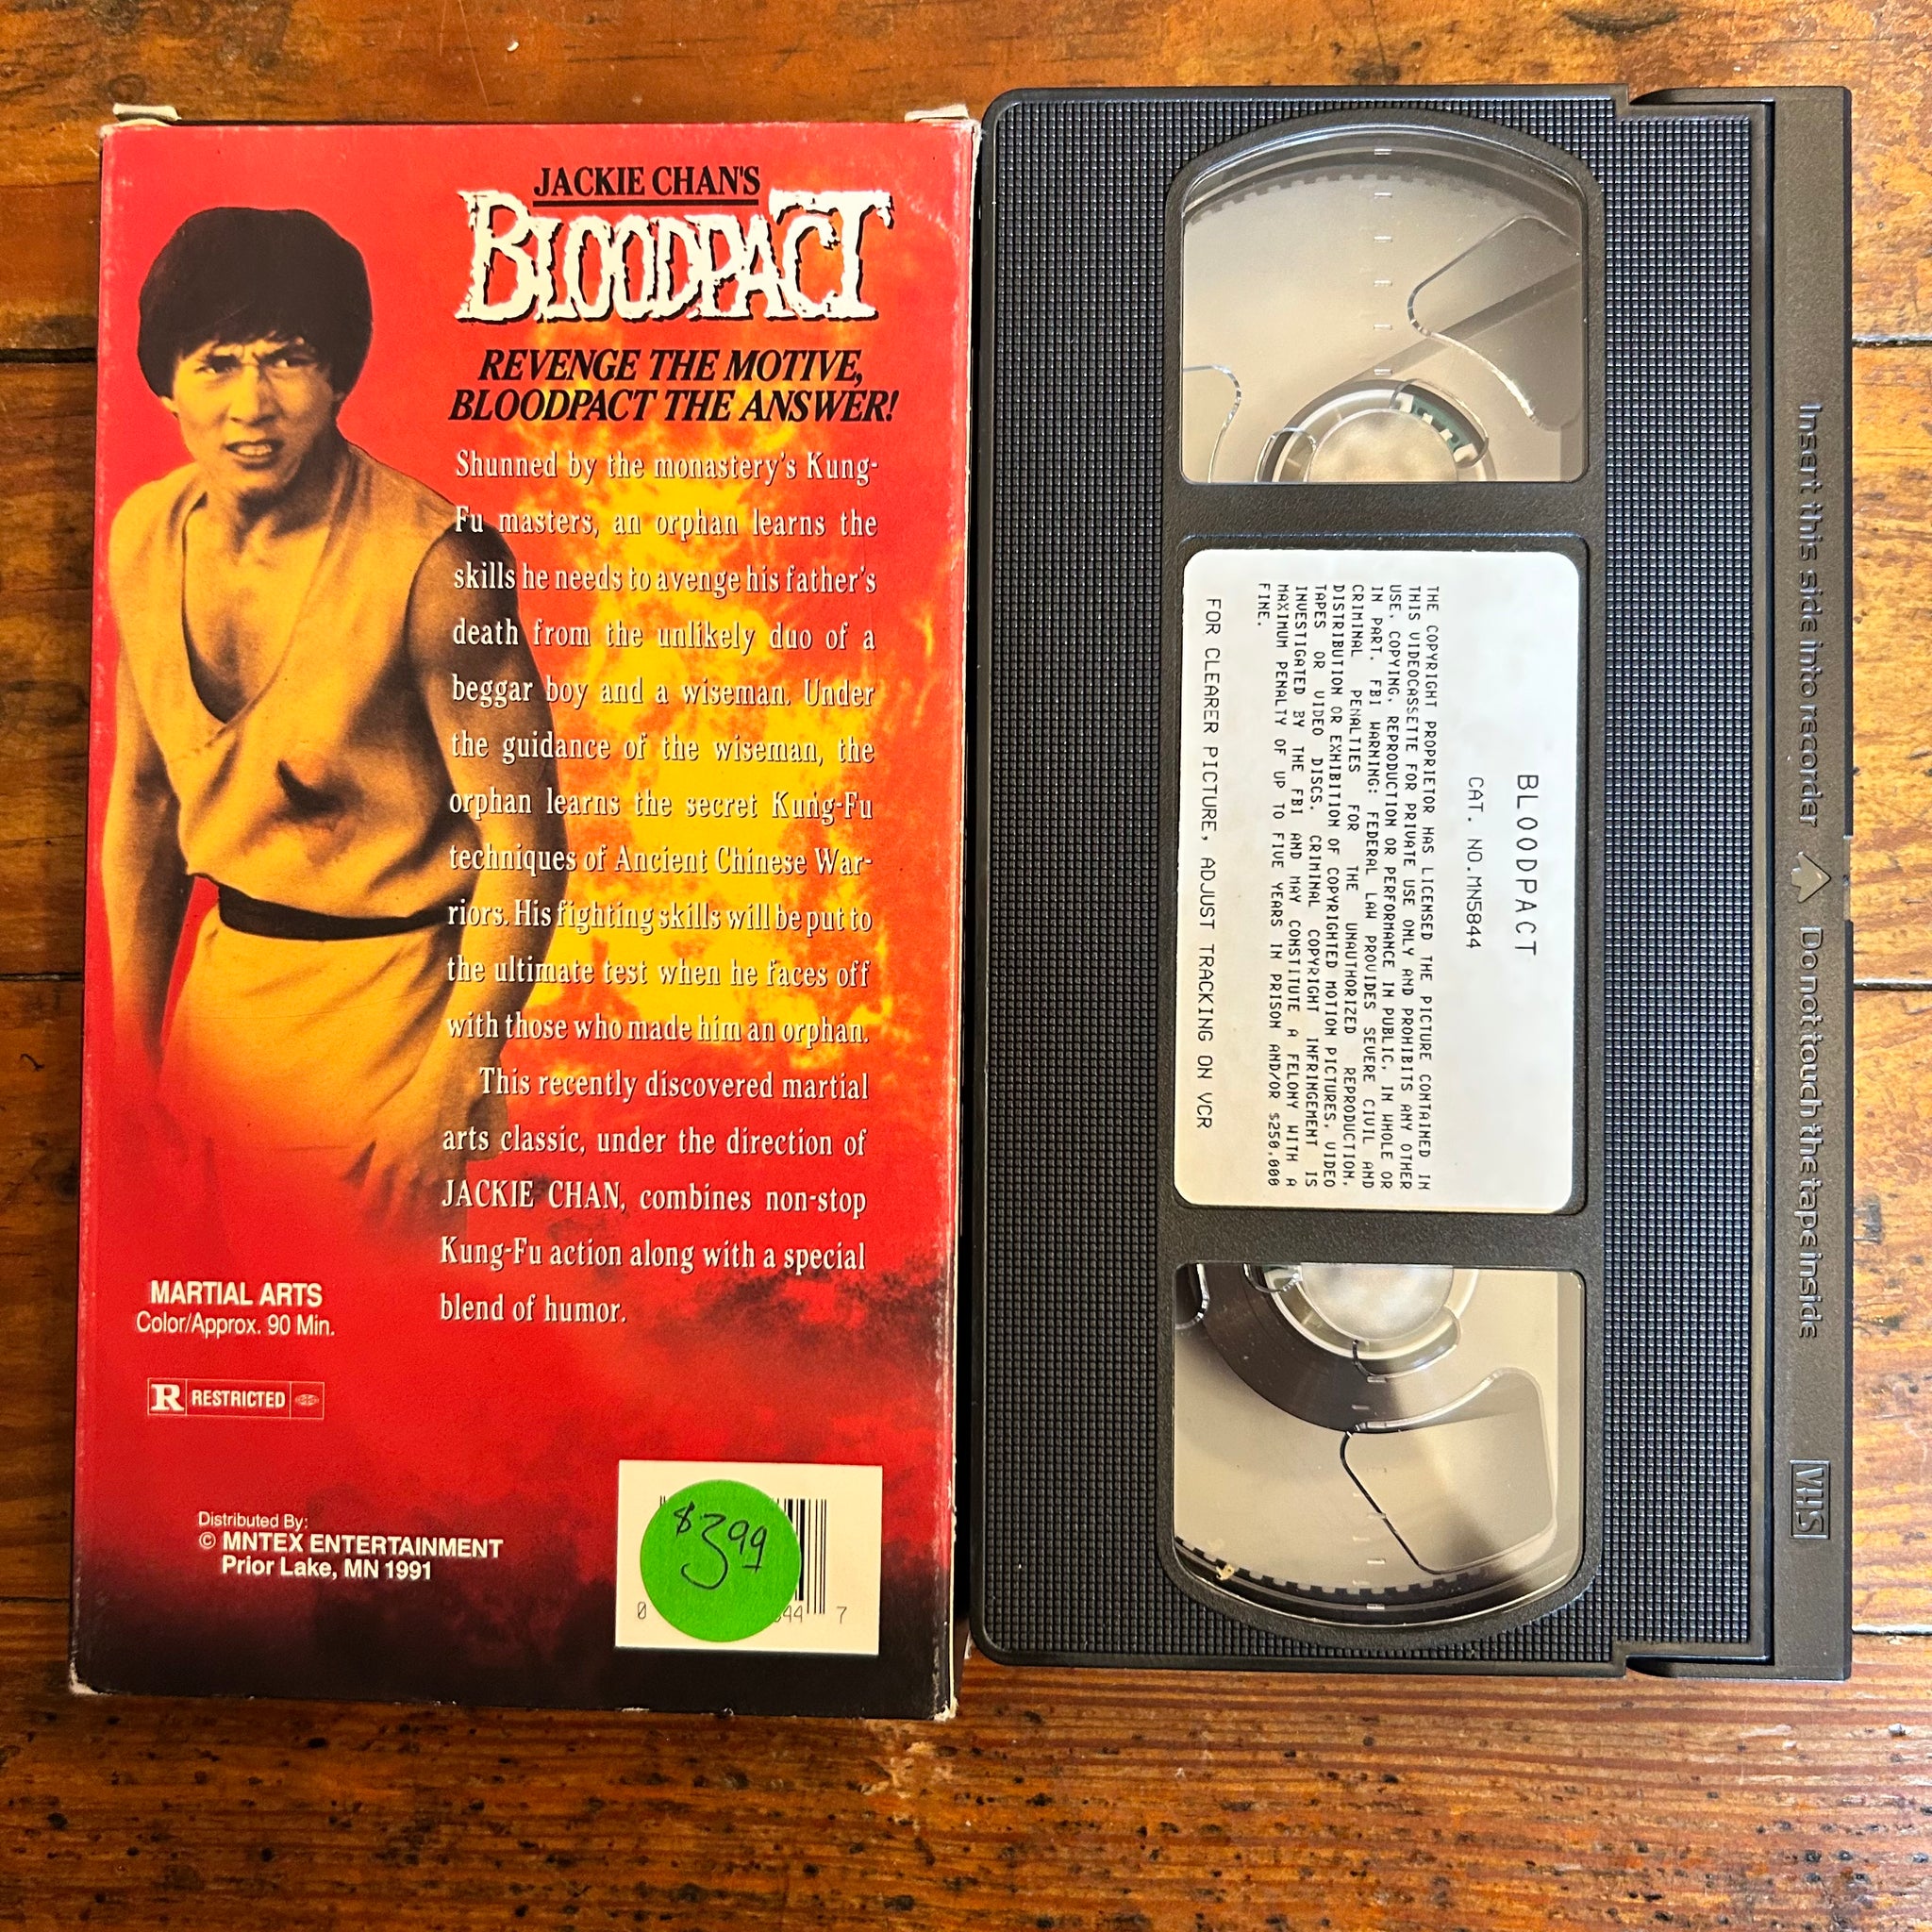 JACKIE CHAN'S
BLOODPACT
REVENGE THE MOTIVE,
BLOODPACT THE ANSWER!
Shunned by the monastery's Kung-
Fu masters, an orphan learns the
skills he needs to avenge his father's
death from the unlikely duo of a
beggar boy and a wiseman. Under
the guidance of the wiseman, the
orphan learns the secret Kung-Fu
techniques of Ancient Chinese War-
riors. His fighting skills will be put to
the ultimate test when he faces off
with those who made him an orphan.
This recently discovered martial
arts classic, under the direction of
JACKIE CHAN, combines non-stop
Kung-Fu action along with a special
blend of humor.
MARTIAL ARTS
Color/Approx. 90 Min.
R RESTRICTED
Distributed By:
© MNTEX ENTERTAINMENT
Prior Lake, MN 1991
$3.99
0 44 7
BLOODPACT
CAT. NO.MN5844
THE COPYRIGHT PROPRIETOR HAS LICENSED THE PICTURE CONTAINED IN
THIS VIDEOCASSETTE FOR PRIVATE USE ONLY AND PROHIBITS ANY OTHER
USE, COPYING, REPRODUCTION OR PERFORMANCE IN PUBLIC, IN WHOLE OR
IN PART. FBI WARNING: FEDERAL LAW PROVIDES SEVERE CIVIL AND
CRIMINAL PENALTIES FOR THE UNAUTHORIZED REPRODUCTION,
DISTRIBUTION OR EXHIBITION OF COPYRIGHTED MOTION PICTURES, VIDEO
TAPES OR VIDEO DISCS. CRIMINAL COPYRIGHT INFRINGEMENT IS
INVESTIGATED BY THE FBI AND MAY CONSTITUTE A FELONY WITH A
MAXIMUM PENALTY OF UP TO FIVE YEARS IN PRISON AND/OR $250,000
FINE.
FOR CLEARER PICTURE, ADJUST TRACKING ON VCR
Insert this side into recorder Do not touch the tape inside
VHS